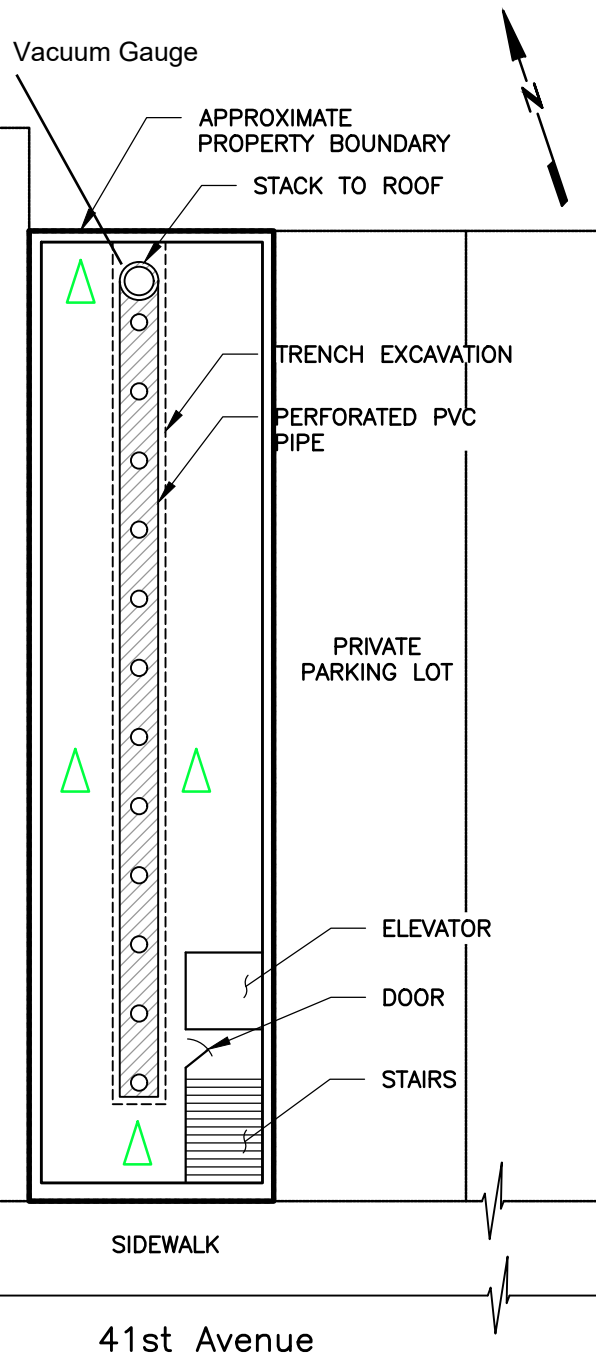 Vacuum Gauge
APPROXIMATE
PROPERTY BOUNDARY
STACK TO ROOF
N
TRENCH EXCAVATION
PERFORATED PVC
PIPE
PRIVATE
PARKING LOT
ELEVATOR
DOOR
STAIRS
SIDEWALK
41st Avenue